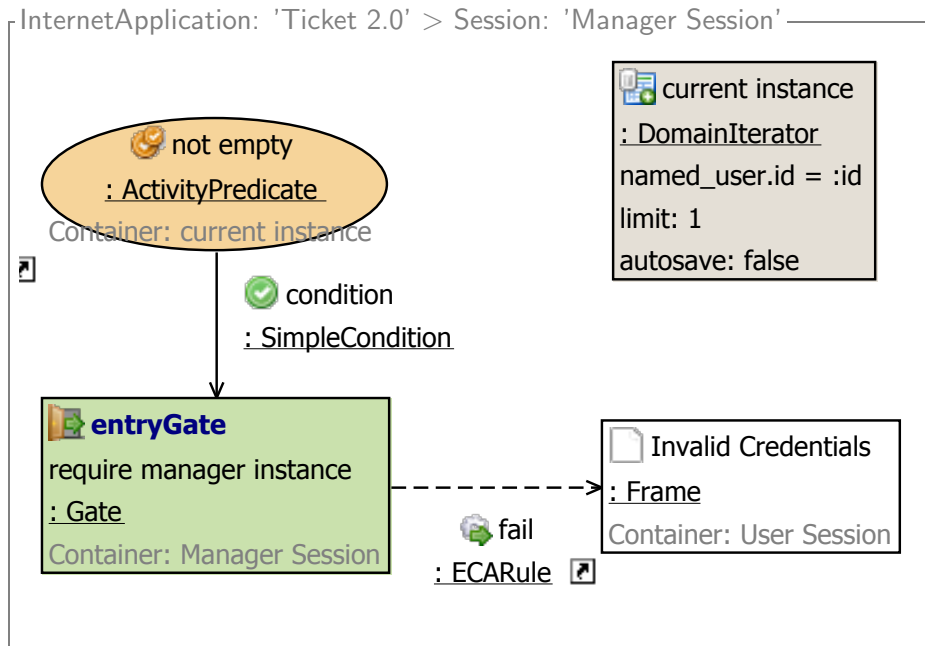 InternetApplication: 'Ticket 2.0' > Session: 'Manager Session'
current instance
: DomainIterator
named_user.id = :id
limit: 1
autosave: false
not empty
: ActivityPredicate
Container: current instance
condition
: SimpleCondition
entryGate
require manager instance
: Gate
Container: Manager Session
fail
: ECARule
Invalid Credentials
: Frame
Container: User Session